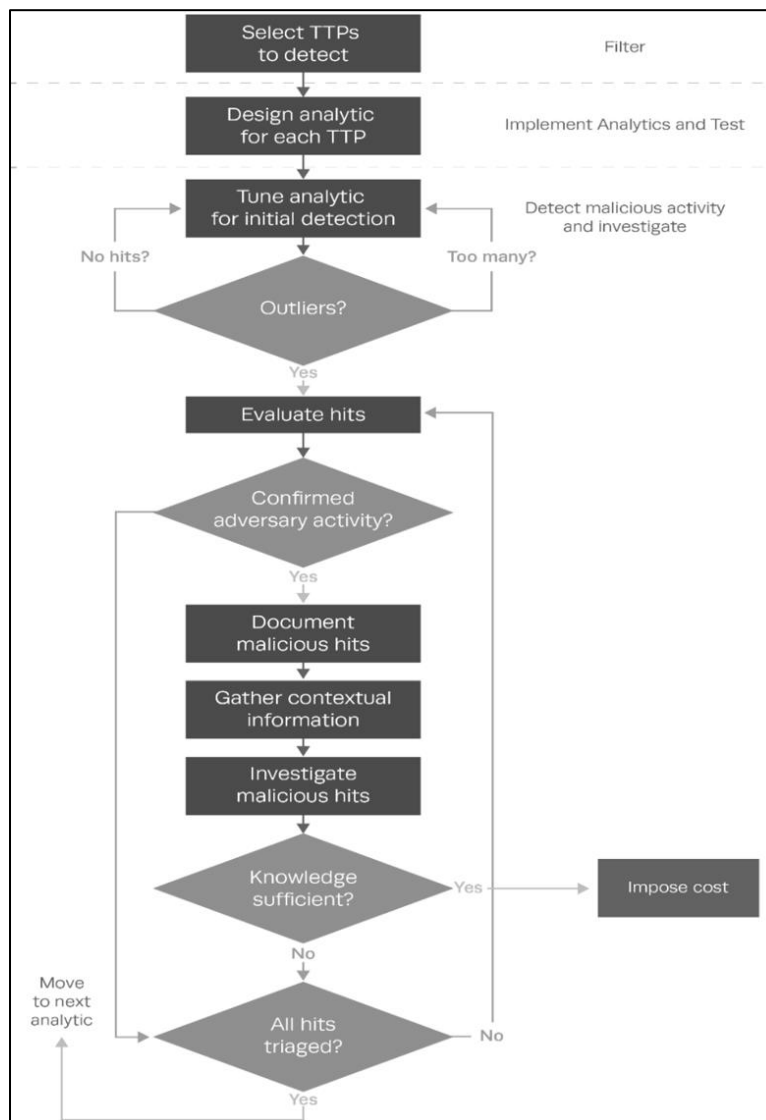 Select TTPs
to detect
Filter
Design analytic
for each TTP
Implement Analytics and Test
Tune analytic
for initial detection
Detect malicious activity
and investigate
No hits?
Too many?
Outliers?
Yes
Evaluate hits
Confirmed
adversary activity?
Yes
Document
malicious hits
Gather contextual
information
Investigate
malicious hits
Knowledge
sufficient?
Yes
Impose cost
No
Move
to next
analytic
All hits
triaged?
No
Yes